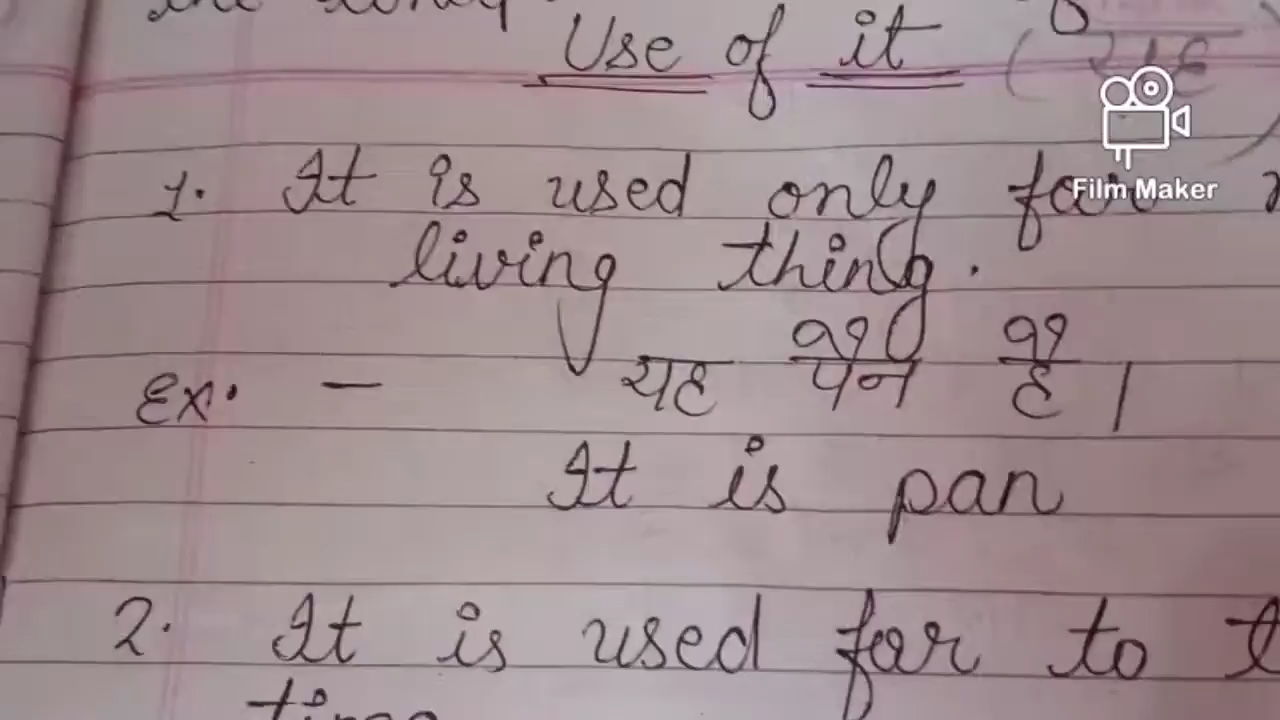 Use of it
Film Maker
1. It is used only for
living thing.
Ex. - यह पेन है।
It is pan
2. It is used for to